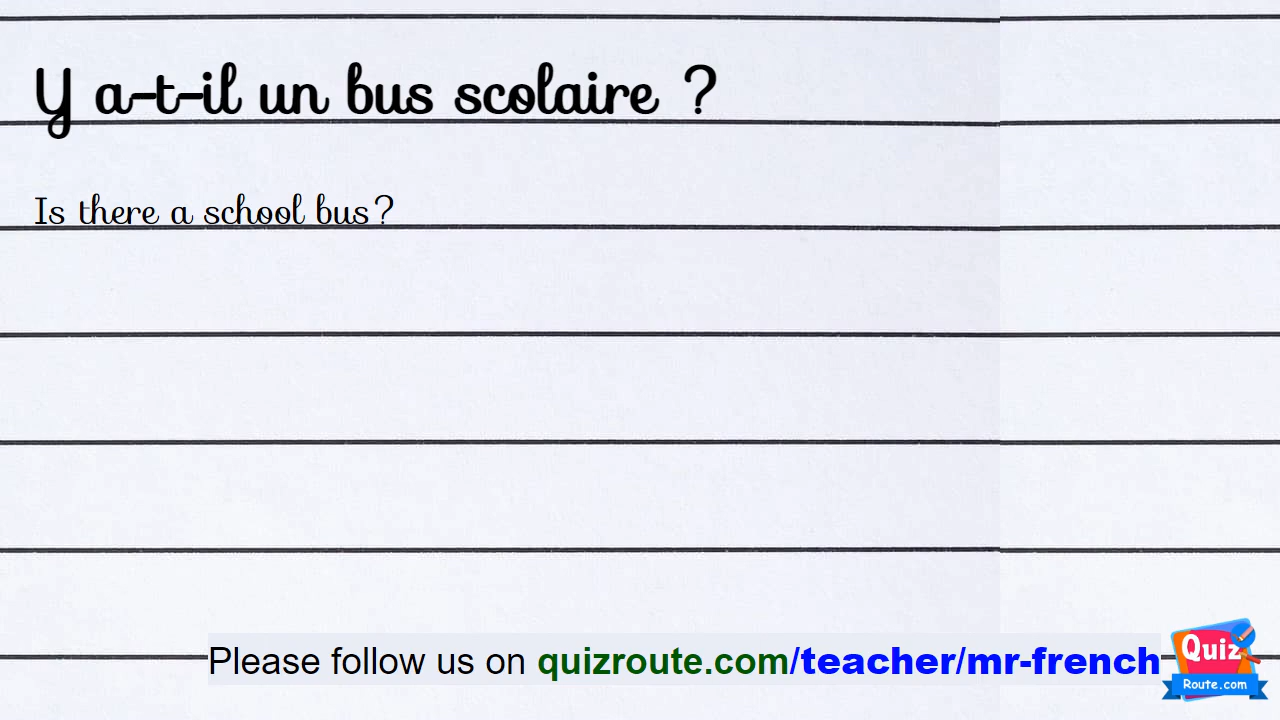 Y a-t-il un bus scolaire ?
Is there a school bus?
Please follow us on quizroute.com/teacher/mr-french
Quiz
Route.com